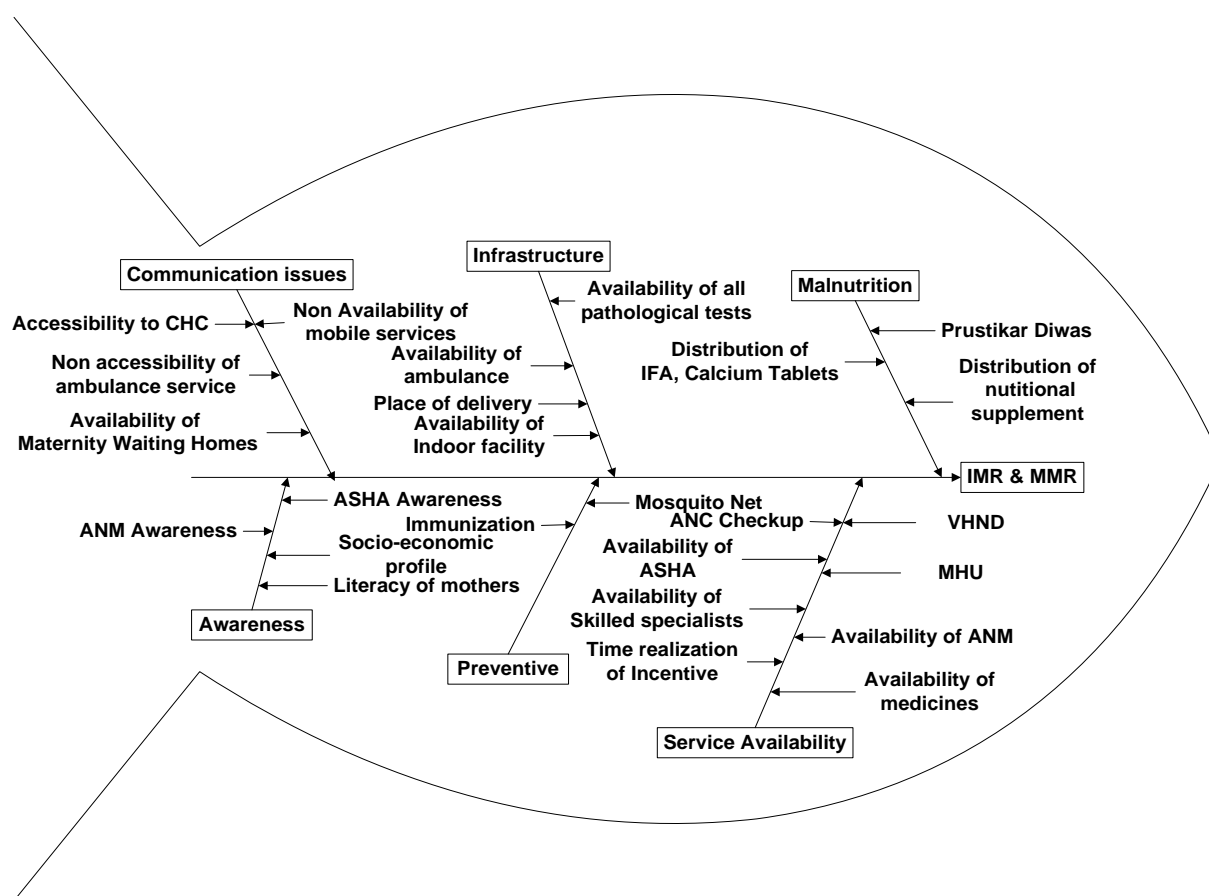 Infrastructure
Communication issues
Malnutrition
Availability of all
pathological tests
Accessibility to CHC
Non Availability of
mobile services
Prustikar Diwas
Non accessibility of
ambulance service
Availability of
ambulance
Distribution of
IFA, Calcium Tablets
Distribution of
nutitional
supplement
Place of delivery
Availability of
Maternity Waiting Homes
Availability of
Indoor facility
IMR & MMR
ASHA Awareness
Mosquito Net
ANM Awareness
Immunization
ANC Checkup
VHND
Socio-economic
profile
Availability of
ASHA
MHU
Literacy of mothers
Availability of
Skilled specialists
Awareness
Availability of ANM
Preventive
Time realization
of Incentive
Availability of
medicines
Service Availability